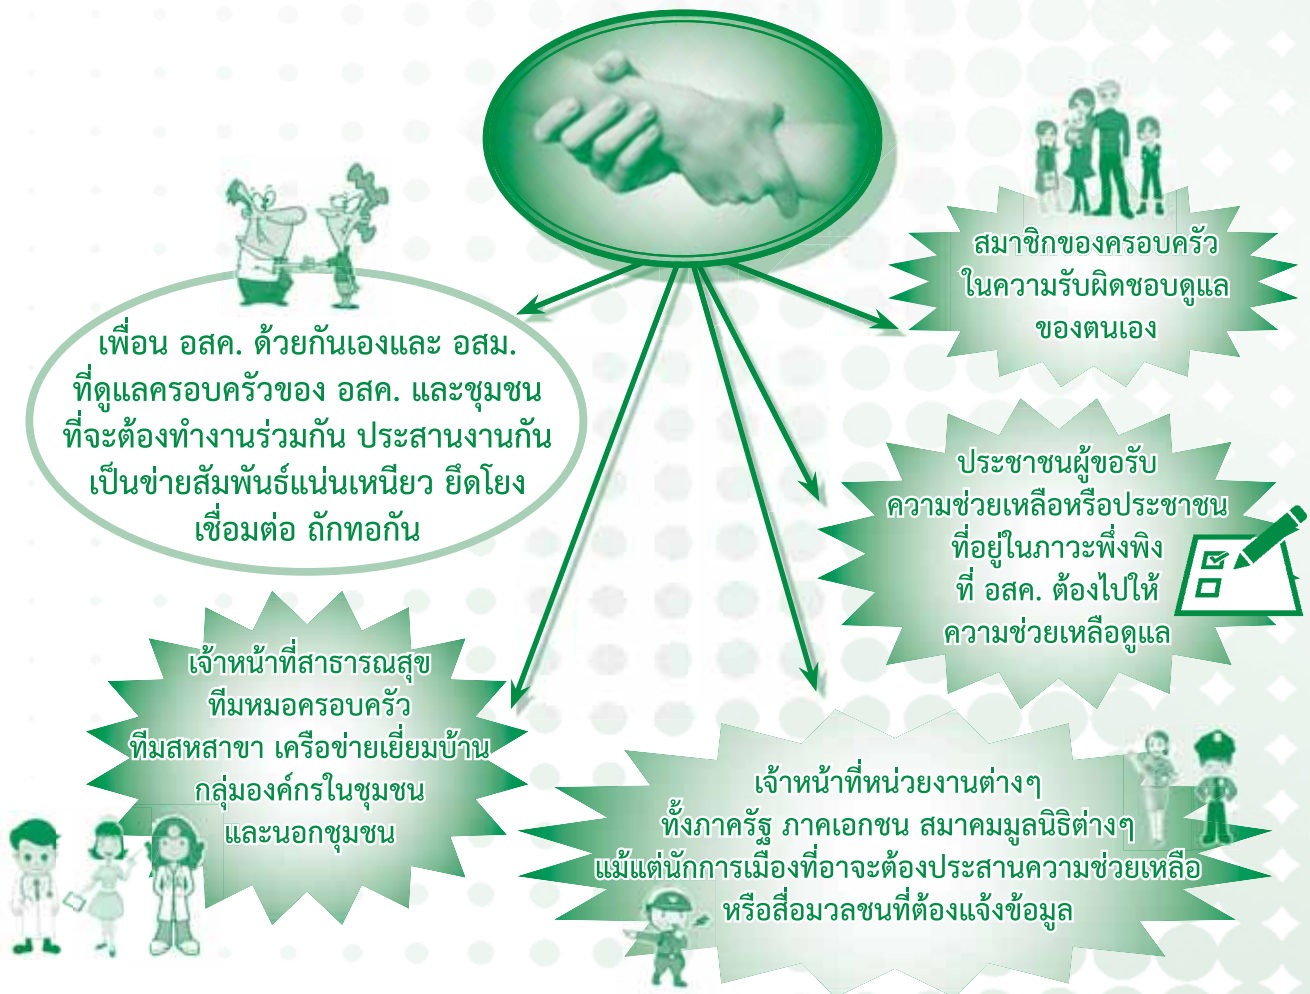 สมาชิกของครอบครัว
ในความรับผิดชอบดูแล
ของตนเอง
เพื่อน อสค. ด้วยกันเองและ อสม.
ที่ดูแลครอบครัวของ อสค. และชุมชน
ที่จะต้องทำงานร่วมกัน ประสานงานกัน
เป็นข่ายสัมพันธ์แน่นเหนียว ยึดโยง
เชื่อมต่อ ถักทอกัน
ประชาชนผู้ขอรับ
ความช่วยเหลือหรือประชาชน
ที่อยู่ในภาวะพึ่งพิง
ที่ อสค. ต้องไปให้
ความช่วยเหลือดูแล
เจ้าหน้าที่สาธารณสุข
ทีมหมอครอบครัว
ทีมสหสาขา เครือข่ายเยี่ยมบ้าน
กลุ่มองค์กรในชุมชน
และนอกชุมชน
เจ้าหน้าที่หน่วยงานต่างๆ
ทั้งภาครัฐ ภาคเอกชน สมาคมมูลนิธิต่างๆ
แม้แต่นักการเมืองที่อาจะต้องประสานความช่วยเหลือ
หรือสื่อมวลชนที่ต้องแจ้งข้อมูล